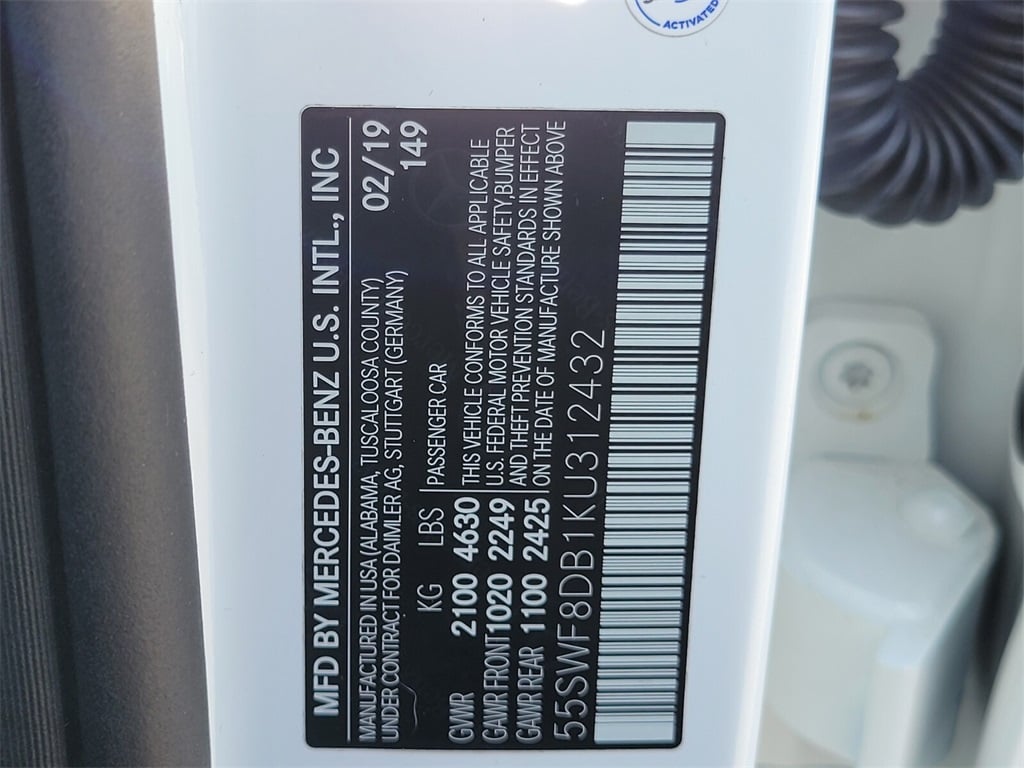 ACTIVATED
MFD BY MERCEDES-BENZ U.S. INTL., INC
MANUFACTURED IN USA (ALABAMA, TUSCALOOSA COUNTY) 02/19
UNDER CONTRACT FOR DAIMLER AG, STUTTGART (GERMANY) 149
KG LBS PASSENGER CAR
GWR 2100 4630 THIS VEHICLE CONFORMS TO ALL APPLICABLE
GAWR FRONT 1020 2249 U.S. FEDERAL MOTOR VEHICLE SAFETY,BUMPER
GAWR REAR 1100 2425 AND THEFT PREVENTION STANDARDS IN EFFECT
ON THE DATE OF MANUFACTURE SHOWN ABOVE
55SWF8DB1KU312432